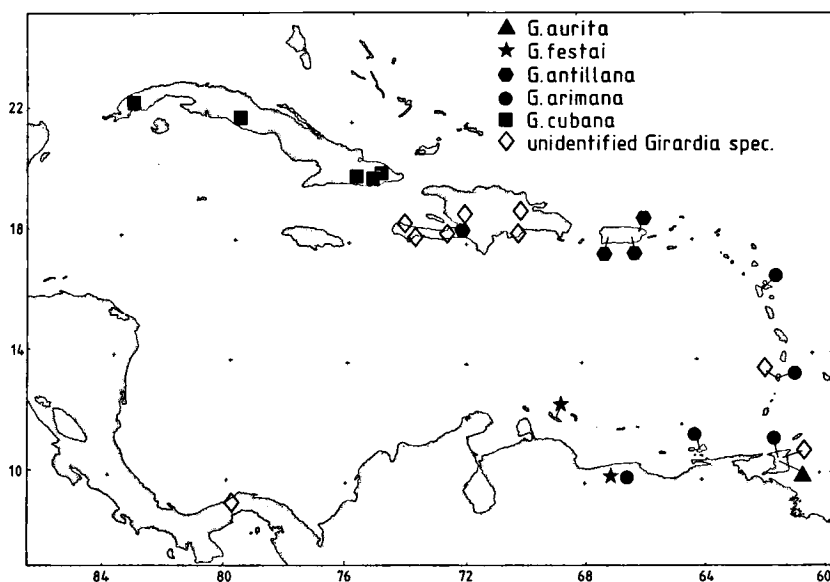 G. aurita
G. festai
G. antillana
G. arimana
G. cubana
unidentified Girardia spec.
22
18
14
10
84
80
76
72
68
64
60